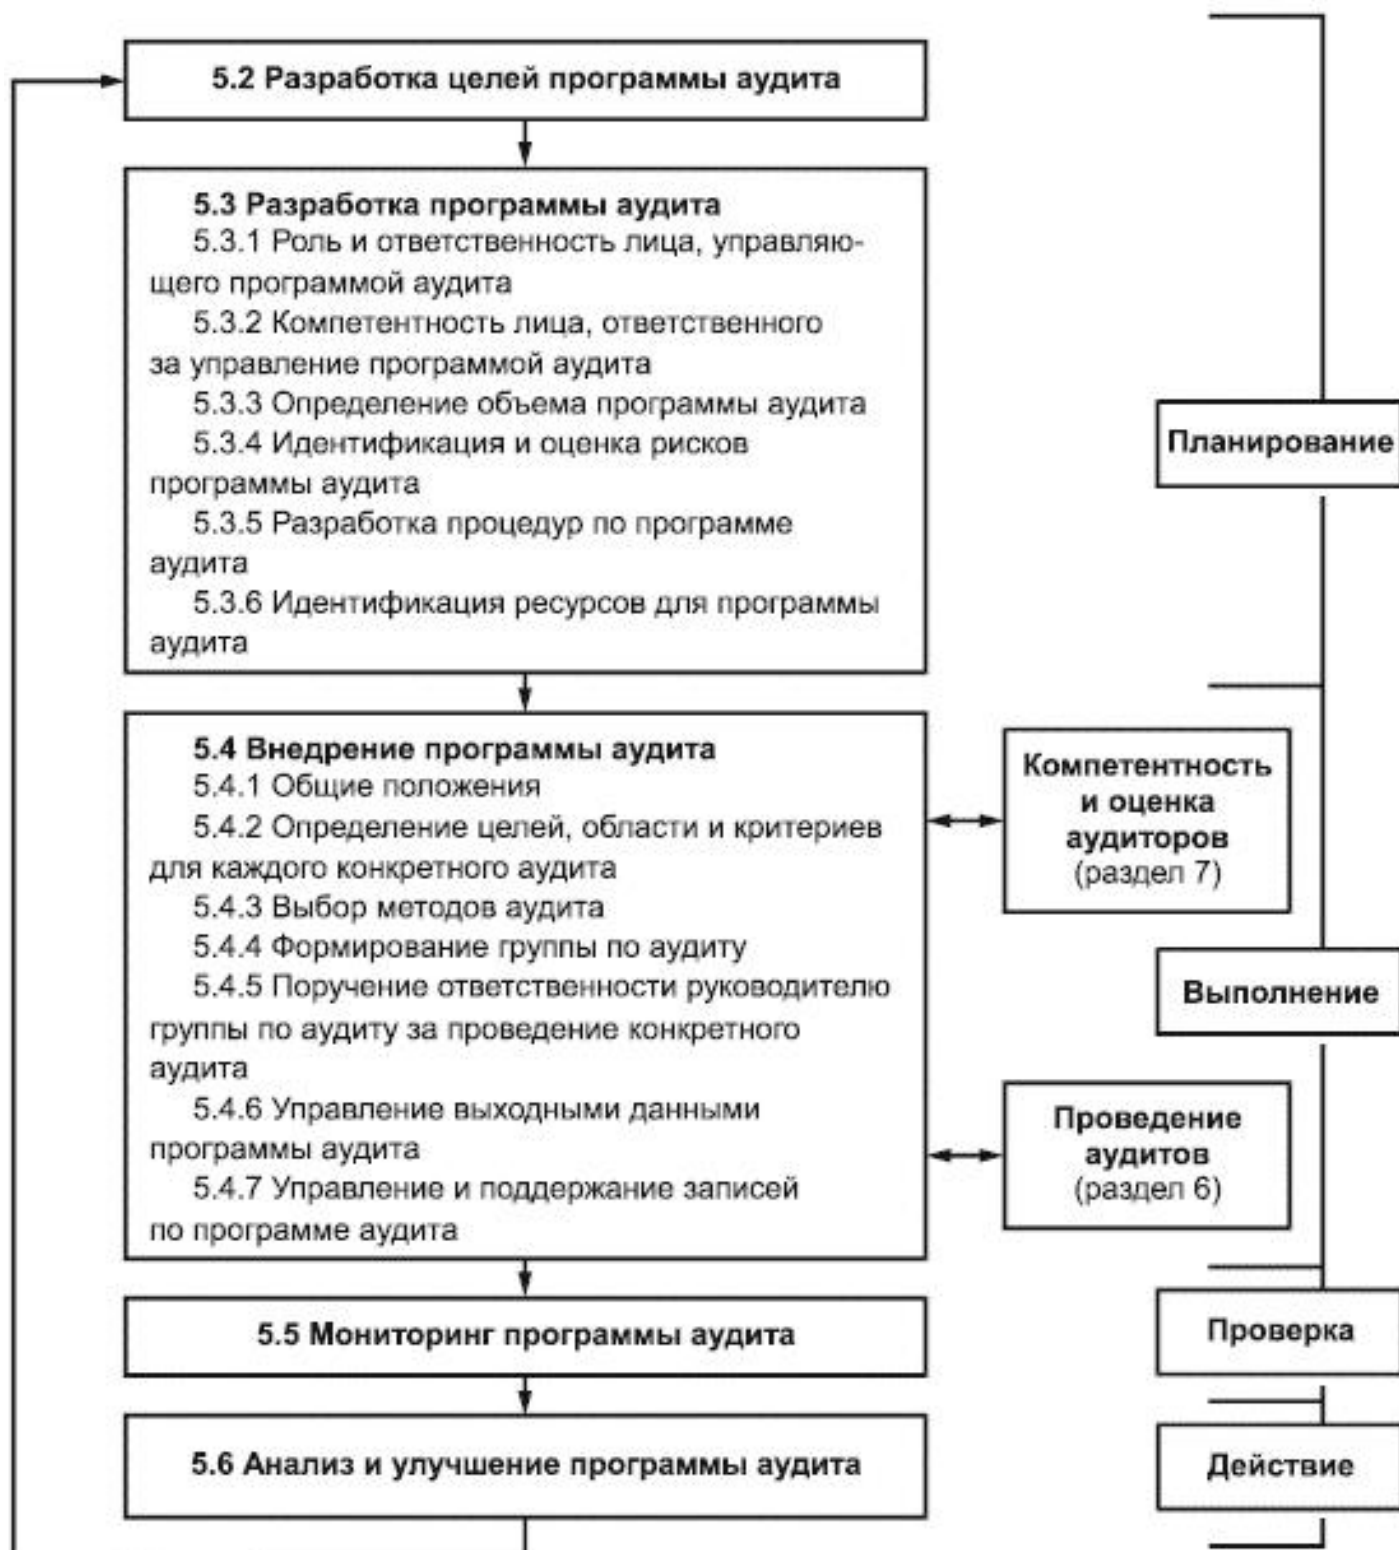 5.2 Разработка целей программы аудита
5.3 Разработка программы аудита
5.3.1 Роль и ответственность лица, управляю-
щего программой аудита
5.3.2 Компетентность лица, ответственного
за управление программой аудита
5.3.3 Определение объема программы аудита
5.3.4 Идентификация и оценка рисков
программы аудита
5.3.5 Разработка процедур по программе
аудита
5.3.6 Идентификация ресурсов для программы
аудита
Планирование
5.4 Внедрение программы аудита
5.4.1 Общие положения
5.4.2 Определение целей, области и критериев
для каждого конкретного аудита
5.4.3 Выбор методов аудита
5.4.4 Формирование группы по аудиту
5.4.5 Поручение ответственности руководителю
группы по аудиту за проведение конкретного
аудита
5.4.6 Управление выходными данными
программы аудита
5.4.7 Управление и поддержание записей
по программе аудита
Компетентность
и оценка
аудиторов
(раздел 7)
Выполнение
Проведение
аудитов
(раздел 6)
5.5 Мониторинг программы аудита
Проверка
5.6 Анализ и улучшение программы аудита
Действие